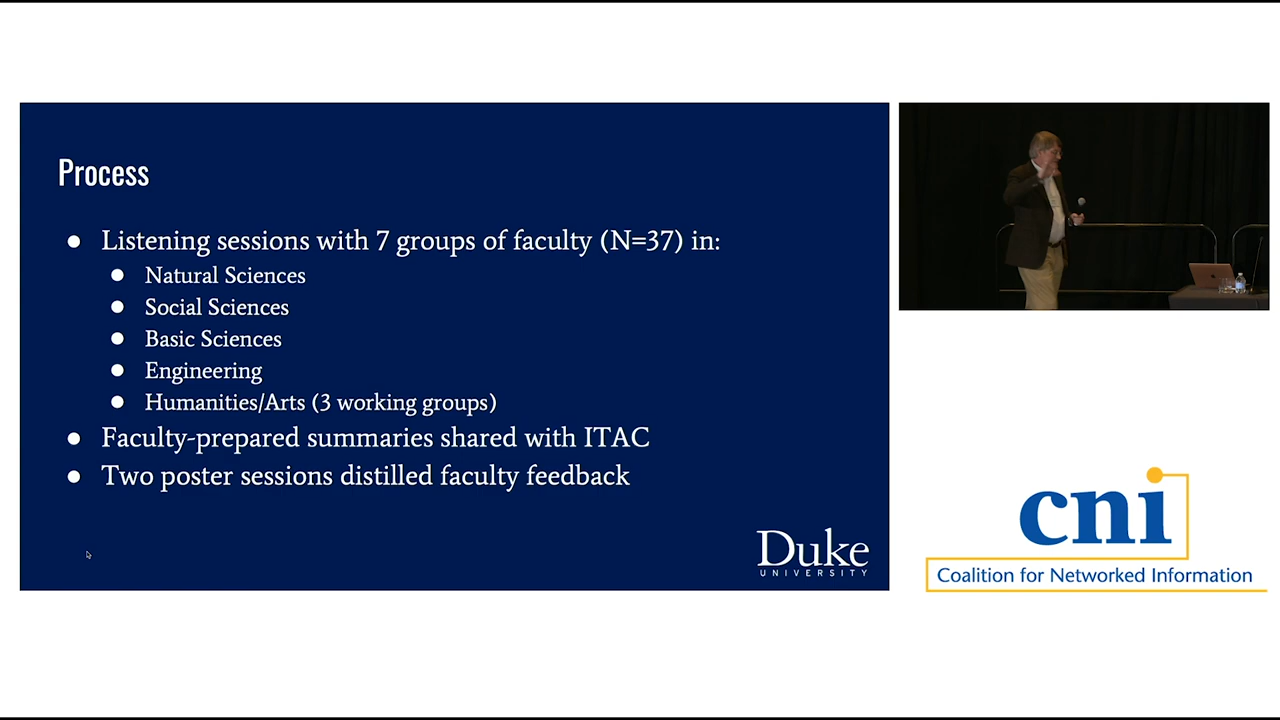 Process
● Listening sessions with 7 groups of faculty (N=37) in:
● Natural Sciences
● Social Sciences
● Basic Sciences
● Engineering
● Humanities/Arts (3 working groups)
● Faculty-prepared summaries shared with ITAC
● Two poster sessions distilled faculty feedback
Duke
UNIVERSITY
cni
Coalition for Networked Information